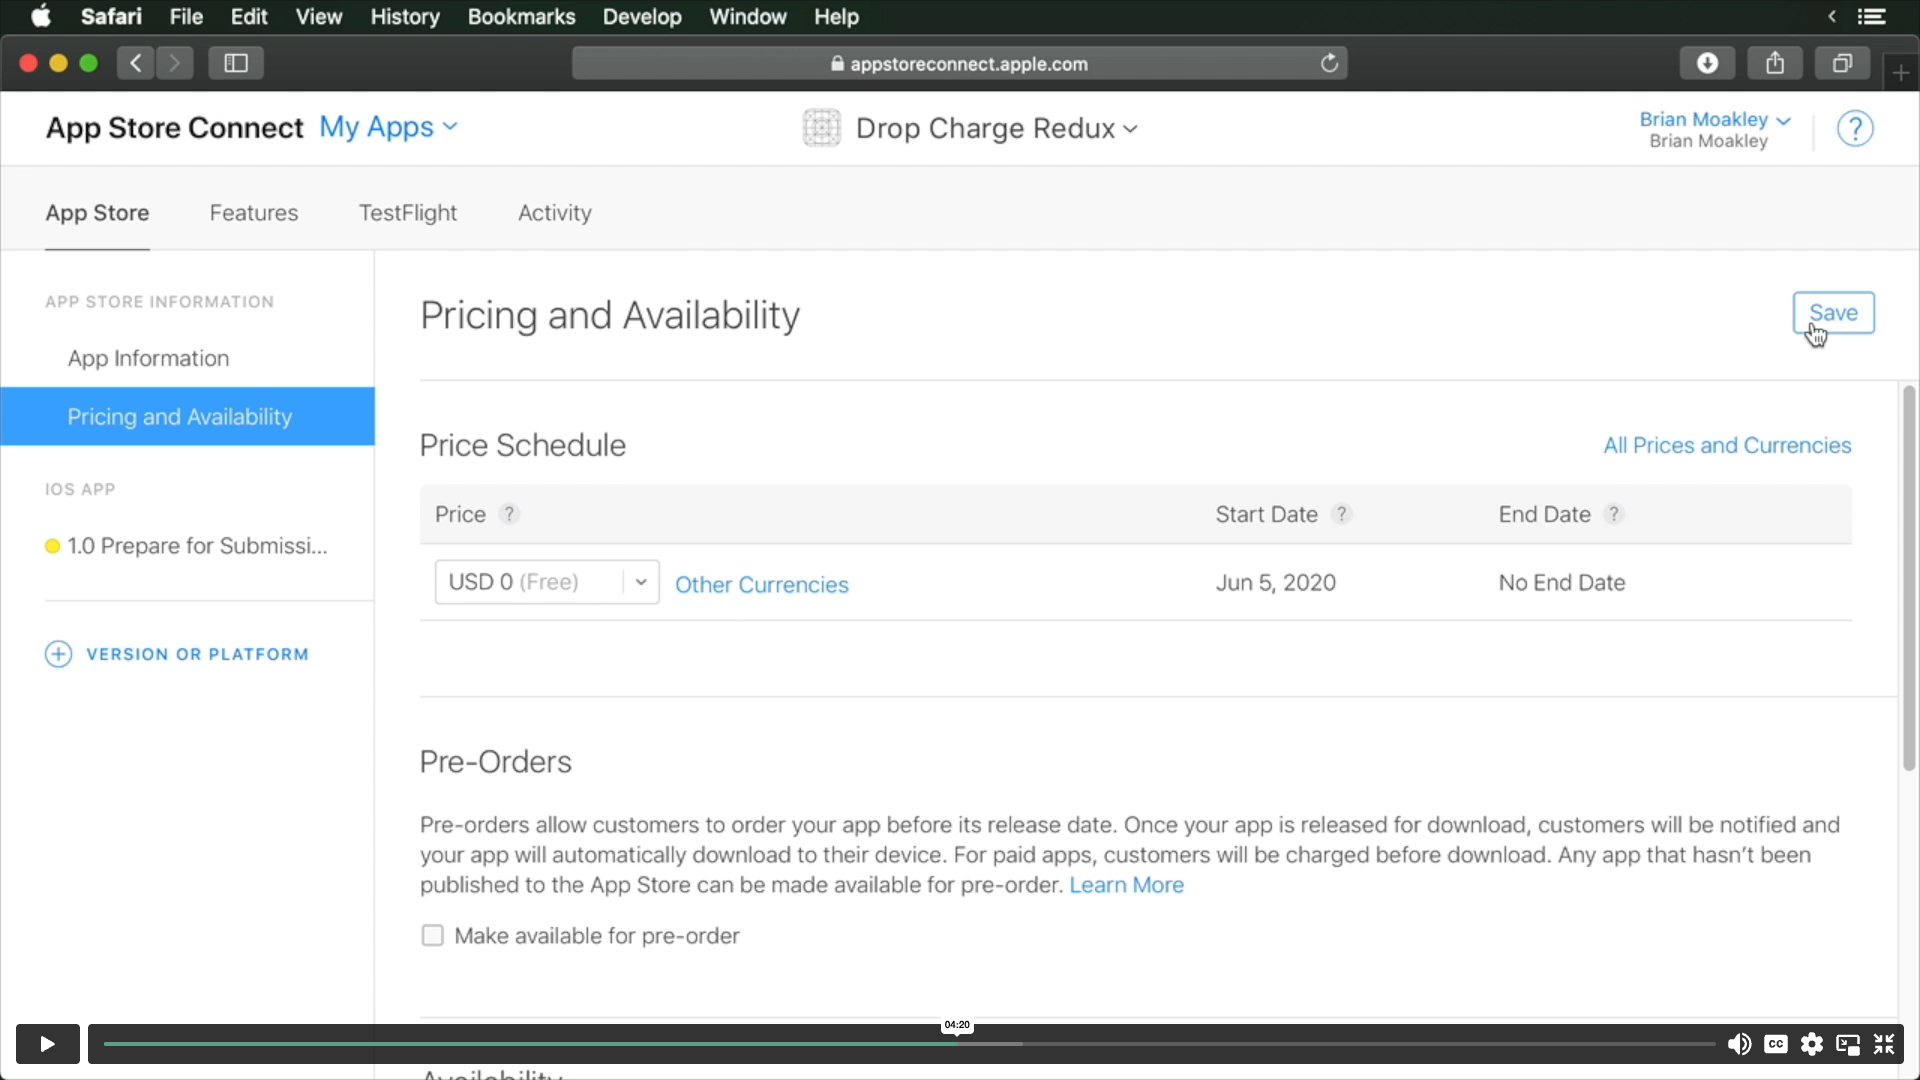 Safari File Edit View History Bookmarks Develop Window Help
appstoreconnect.apple.com
App Store Connect My Apps
Drop Charge Redux
Brian Moakley
Brian Moakley
?
App Store Features TestFlight Activity
APP STORE INFORMATION
App Information
Pricing and Availability
IOS APP
1.0 Prepare for Submissi...
VERSION OR PLATFORM
Pricing and Availability
Save
Price Schedule
All Prices and Currencies
Price ? Start Date ? End Date ?
USD 0 (Free) Other Currencies Jun 5, 2020 No End Date
Pre-Orders
Pre-orders allow customers to order your app before its release date. Once your app is released for download, customers will be notified and
your app will automatically download to their device. For paid apps, customers will be charged before download. Any app that hasn't been
published to the App Store can be made available for pre-order. Learn More
Make available for pre-order
04:20
CC
Availability